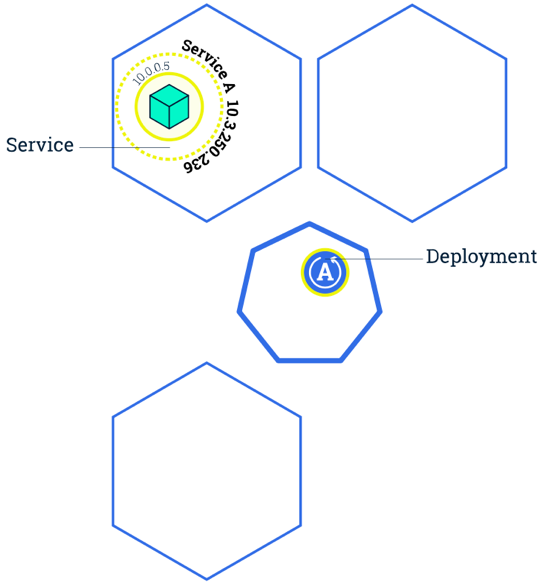 Service A 10.3.250.236
10.0.0.5
Service
Deployment
A